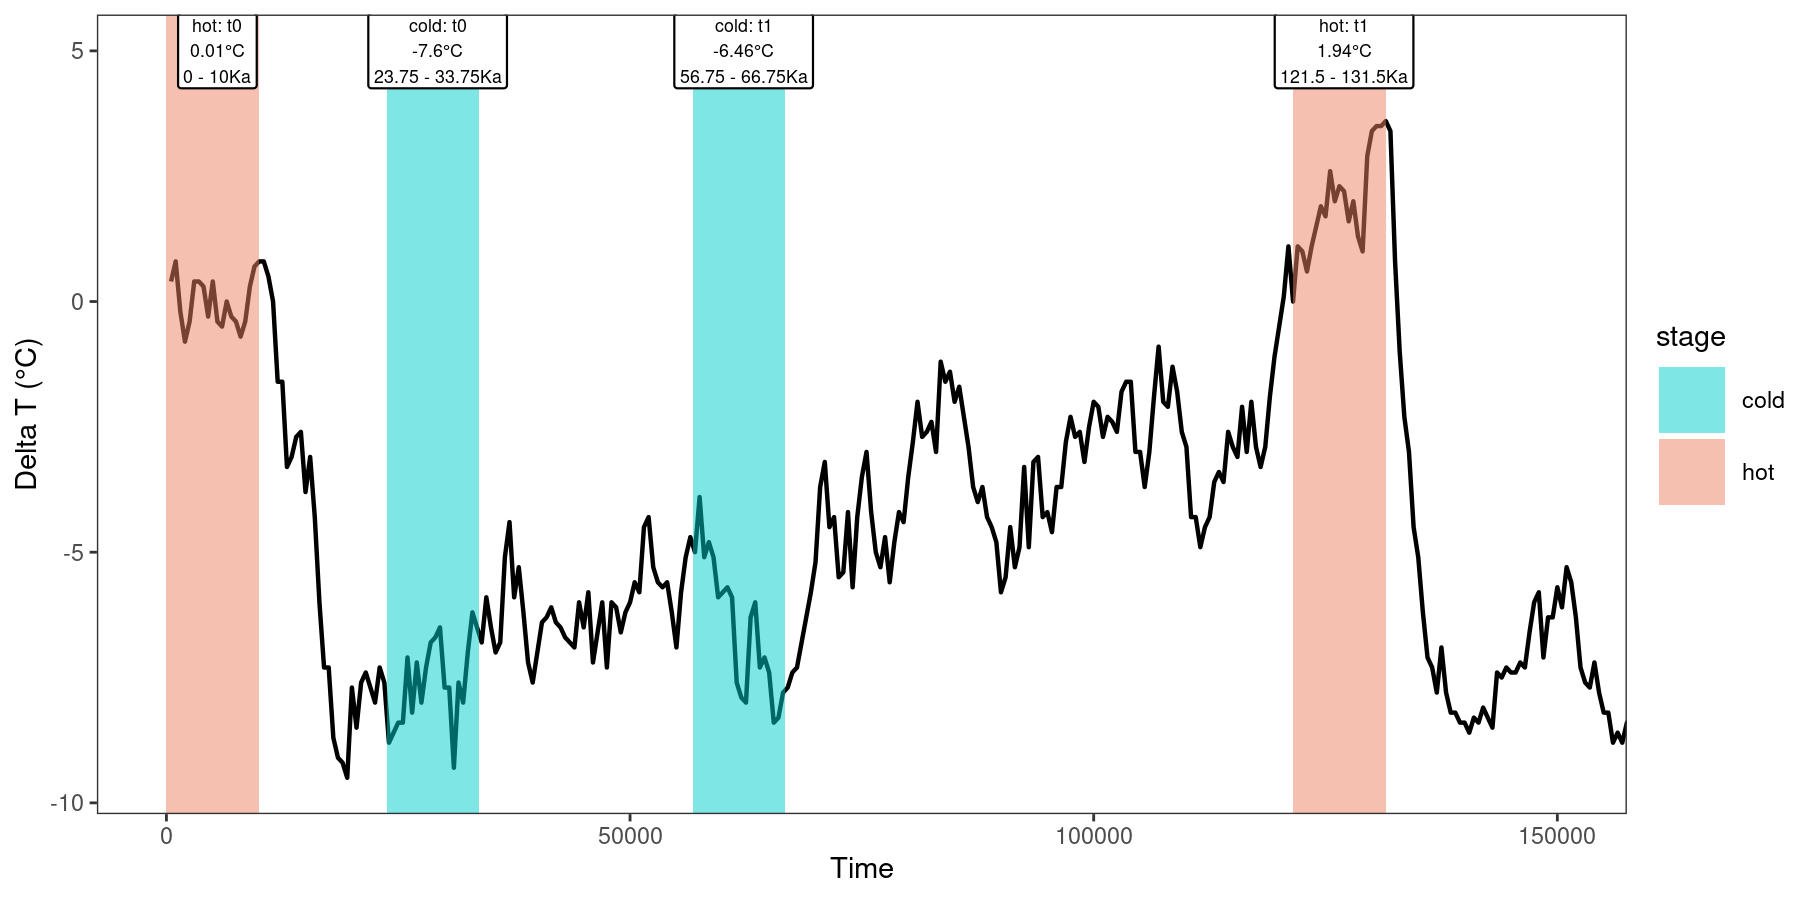 hot: t0
0.01°C
0 - 10Ka
cold: t0
-7.6°C
23.75 - 33.75Ka
cold: t1
-6.46°C
56.75 - 66.75Ka
hot: t1
1.94°C
121.5 - 131.5Ka
5
0
-5
-10
Delta T (°C)
0
50000
100000
150000
Time
stage
cold
hot